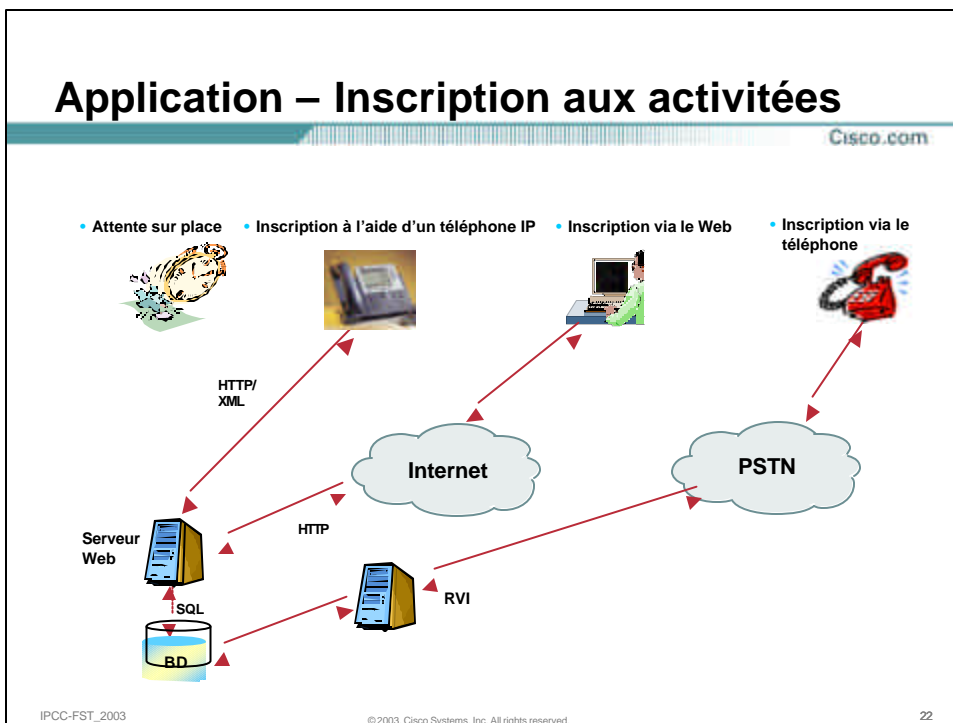 Application – Inscription aux activitées
Cisco.com
• Attente sur place
• Inscription à l’aide d’un téléphone IP
• Inscription via le Web
• Inscription via le
téléphone
HTTP/
XML
Internet
PSTN
HTTP
Serveur
Web
RVI
SQL
BD
IPCC-FST_2003
© 2003, Cisco Systems, Inc. All rights reserved.
22